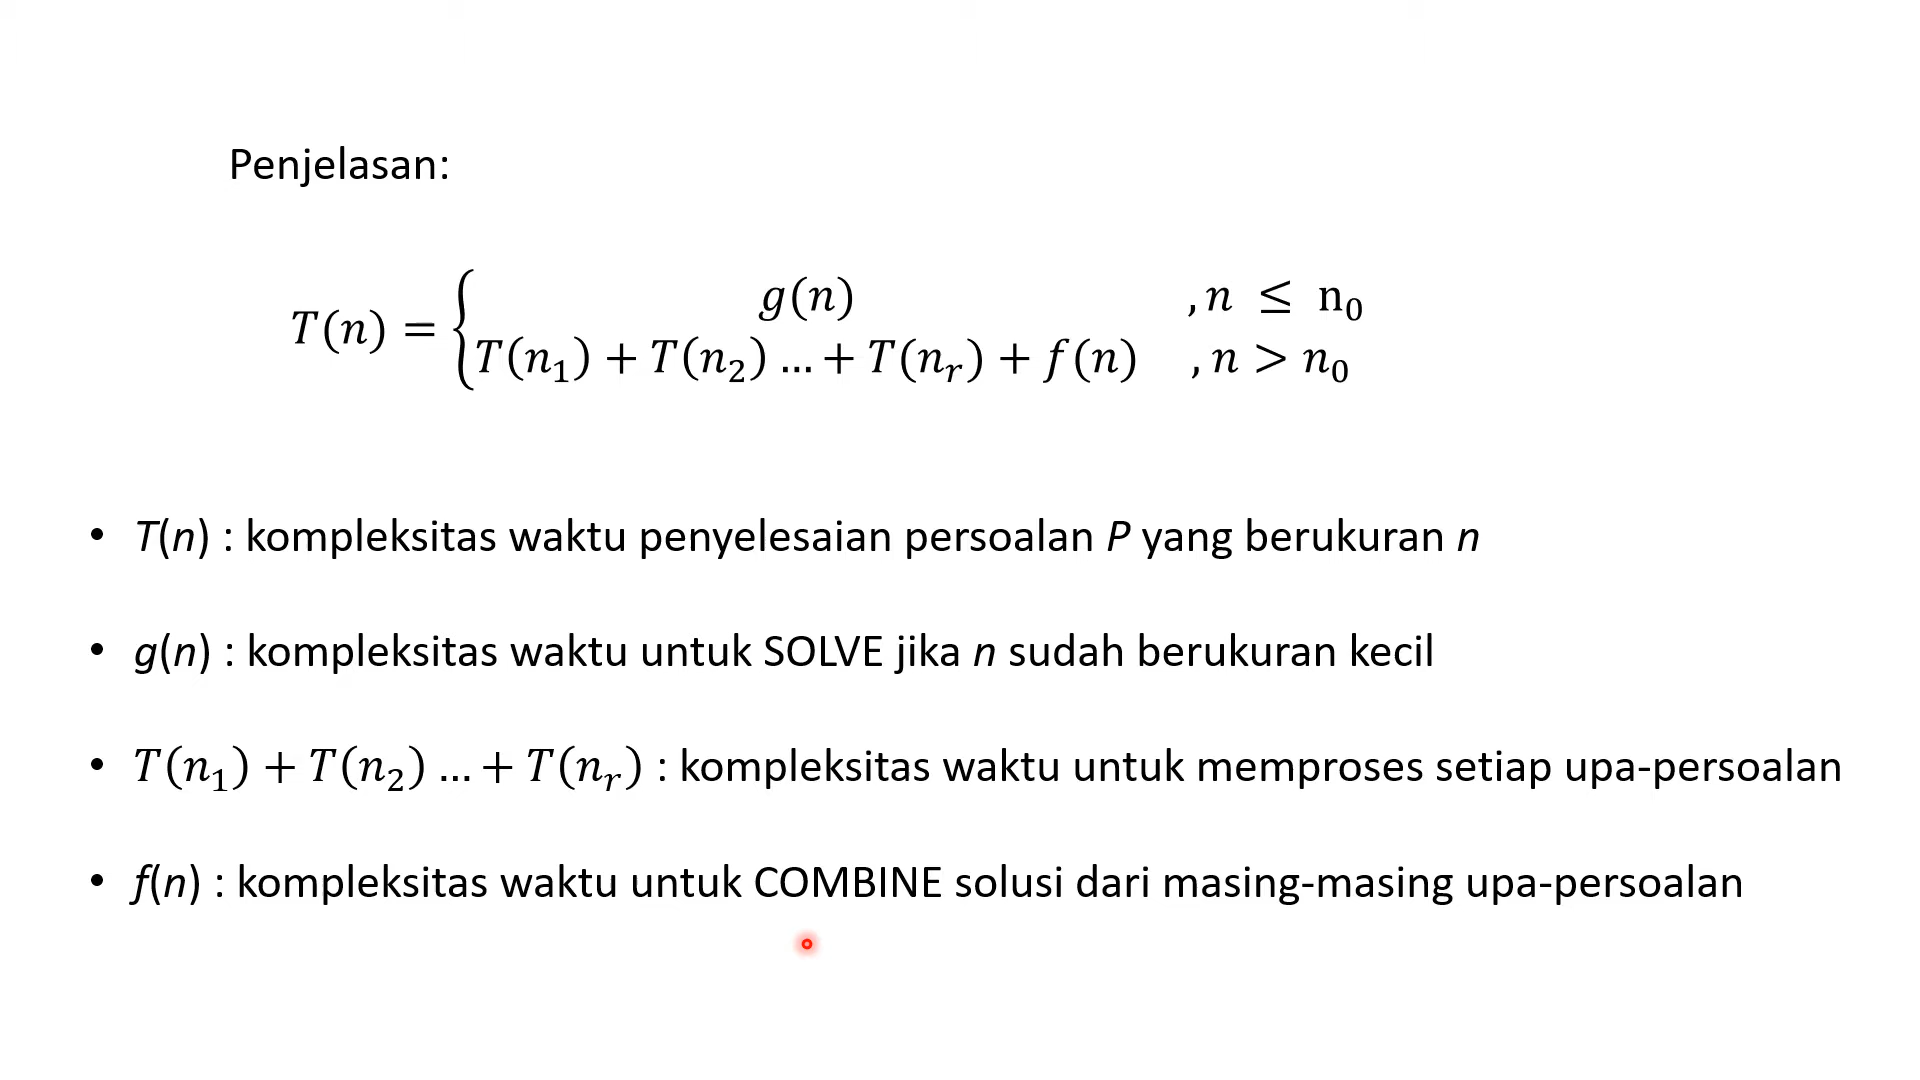 Penjelasan:
T(n) = { g(n) , n ≤ n₀
T(n₁) + T(n₂) … + T(nᵣ) + f(n) , n > n₀
• T(n) : kompleksitas waktu penyelesaian persoalan P yang berukuran n
• g(n) : kompleksitas waktu untuk SOLVE jika n sudah berukuran kecil
• T(n₁) + T(n₂) … + T(nᵣ) : kompleksitas waktu untuk memproses setiap upa-persoalan
• f(n) : kompleksitas waktu untuk COMBINE solusi dari masing-masing upa-persoalan